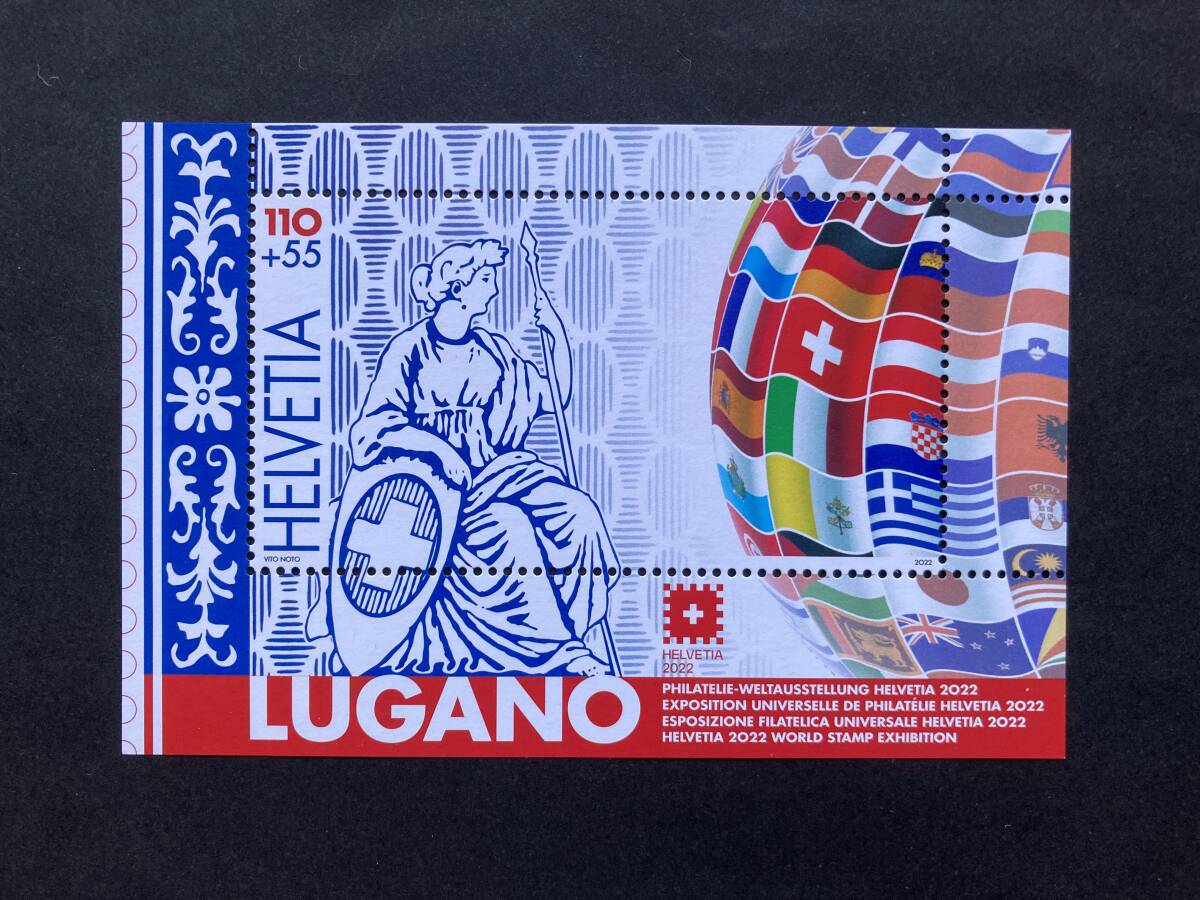 110
+55
HELVETIA
VITO NOTO
2022
HELVETIA
2022
LUGANO
PHILATELIE-WELTAUSSTELLUNG HELVETIA 2022
EXPOSITION UNIVERSELLE DE PHILATÉLIE HELVETIA 2022
ESPOSIZIONE FILATELICA UNIVERSALE HELVETIA 2022
HELVETIA 2022 WORLD STAMP EXHIBITION